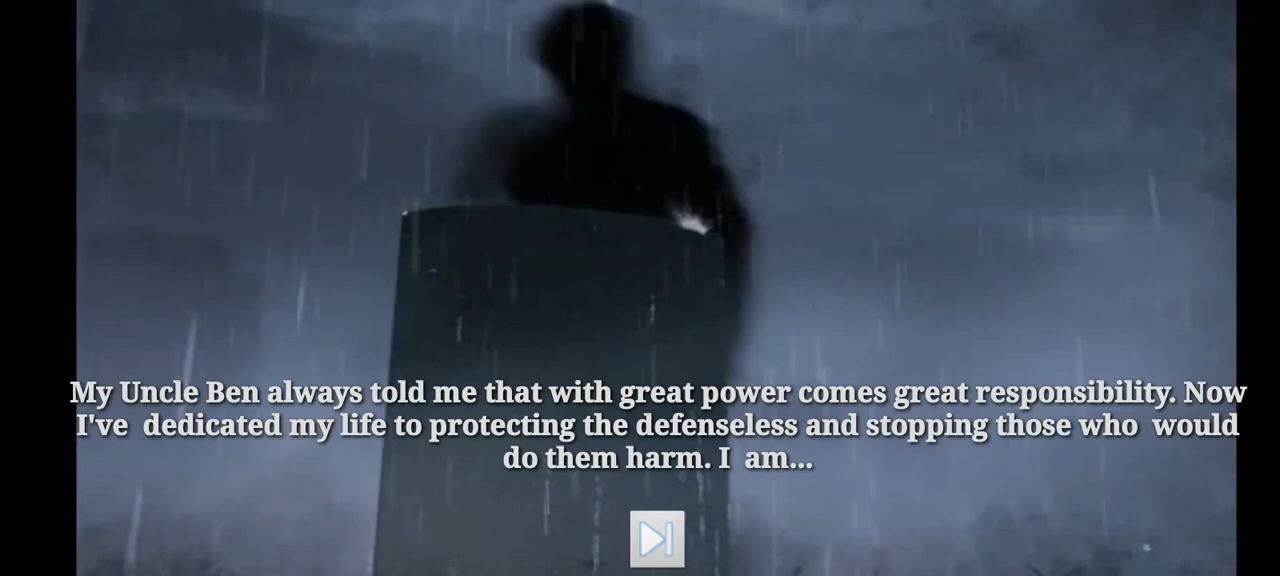 My Uncle Ben always told me that with great power comes great responsibility. Now
I've  dedicated my life to protecting the defenseless and stopping those who  would
do them harm. I  am...